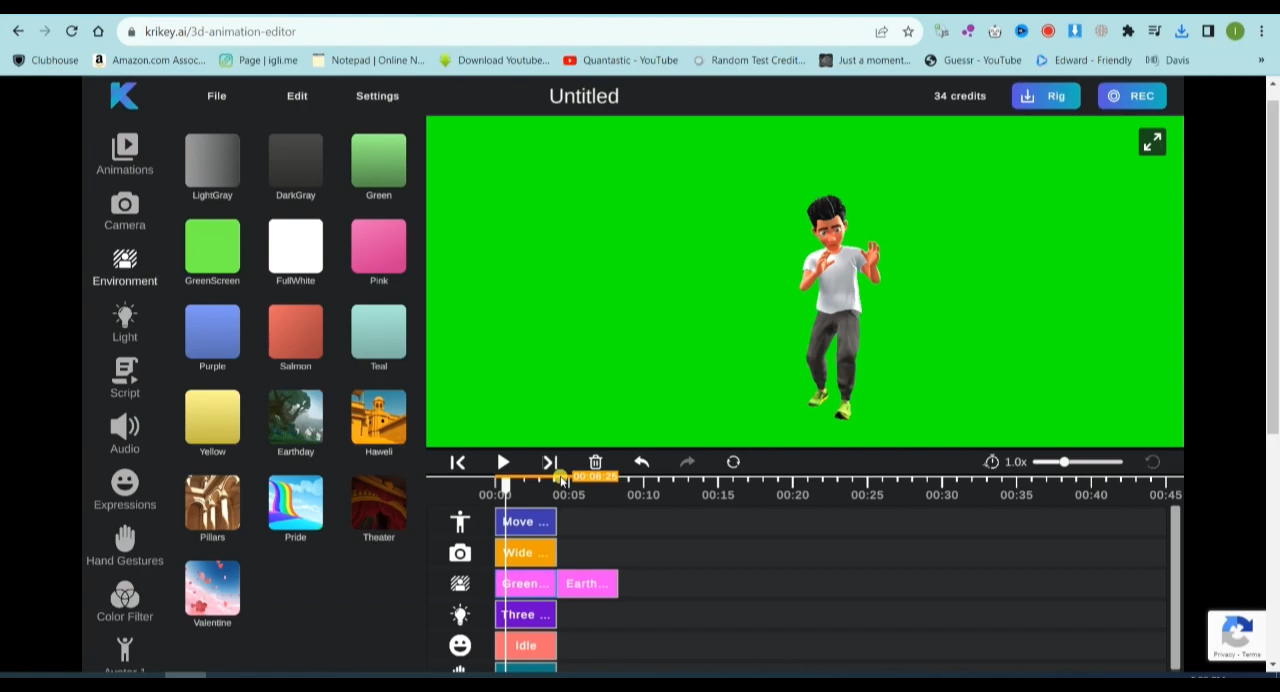 krikey.ai/3d-animation-editor
Clubhouse
Amazon.com Assoc...
Page | igli.me
Notepad | Online N...
Download Youtube...
Quantastic - YouTube
Random Test Credit...
Just a moment...
Guessr - YouTube
Edward - Friendly
Davis
»
File
Edit
Settings
Untitled
34 credits
Rig
REC
Animations
Camera
Environment
Light
Script
Audio
Expressions
Hand Gestures
Color Filter
LightGray
DarkGray
Green
GreenScreen
FullWhite
Pink
Purple
Salmon
Teal
Yellow
Earthday
Haweli
Pillars
Pride
Theater
Valentine
1.0x
00:05
00:10
00:15
00:20
00:25
00:30
00:35
00:40
00:45
Move ...
Wide ...
Green...
Earth...
Three ...
Idle
Privacy - Terms